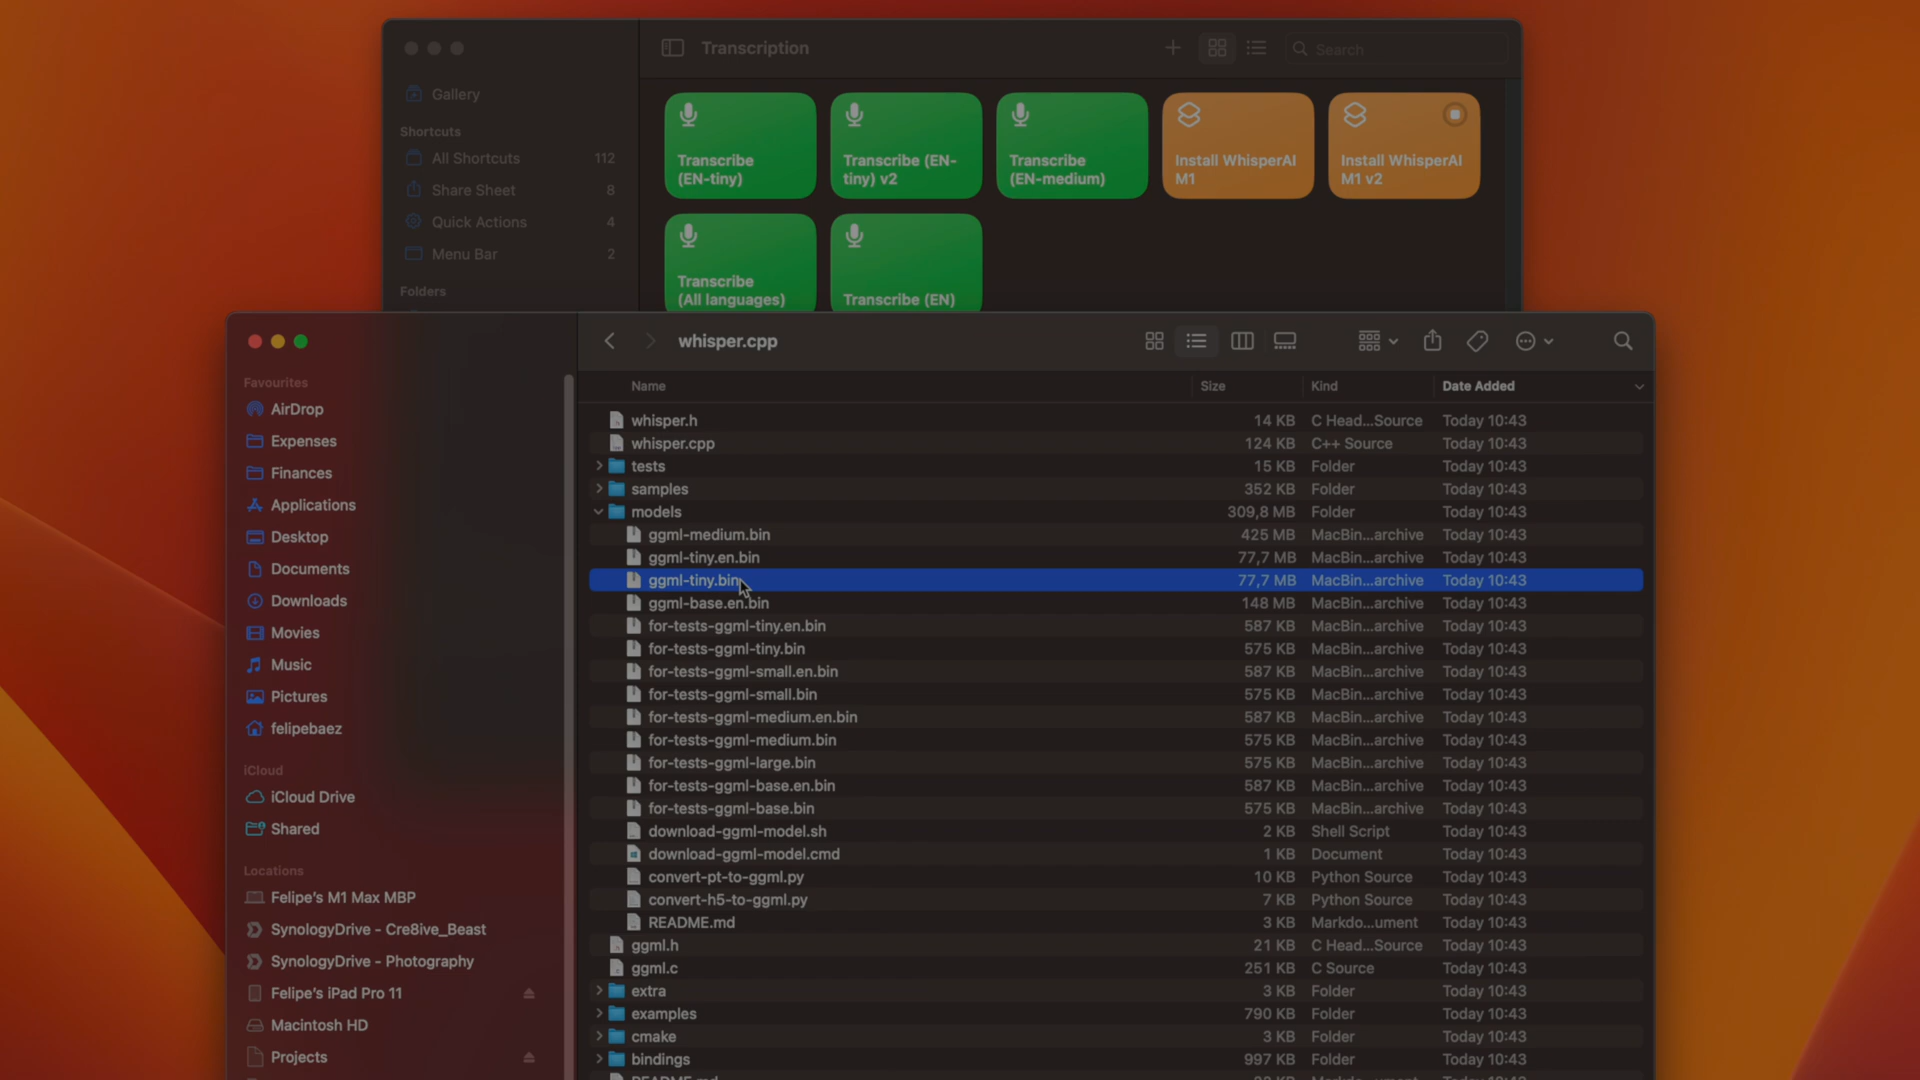 Transcription
Search
Gallery
Shortcuts
All Shortcuts 112
Share Sheet 8
Quick Actions 4
Menu Bar 2
Folders
Transcribe
(EN-tiny)
Transcribe (EN-
tiny) v2
Transcribe
(EN-medium)
Install WhisperAI
M1
Install WhisperAI
M1 v2
Transcribe
(All languages)
Transcribe (EN)
whisper.cpp
Favourites
AirDrop
Expenses
Finances
Applications
Desktop
Documents
Downloads
Movies
Music
Pictures
felipebaez
iCloud
iCloud Drive
Shared
Locations
Felipe's M1 Max MBP
SynologyDrive - Cre8ive_Beast
SynologyDrive - Photography
Felipe's iPad Pro 11
Macintosh HD
Projects
Name Size Kind Date Added
whisper.h 14 KB C Head...Source Today 10:43
whisper.cpp 124 KB C++ Source Today 10:43
tests 15 KB Folder Today 10:43
samples 352 KB Folder Today 10:43
models 309,8 MB Folder Today 10:43
ggml-medium.bin 425 MB MacBin...archive Today 10:43
ggml-tiny.en.bin 77,7 MB MacBin...archive Today 10:43
ggml-tiny.bin 77,7 MB MacBin...archive Today 10:43
ggml-base.en.bin 148 MB MacBin...archive Today 10:43
for-tests-ggml-tiny.en.bin 587 KB MacBin...archive Today 10:43
for-tests-ggml-tiny.bin 575 KB MacBin...archive Today 10:43
for-tests-ggml-small.en.bin 587 KB MacBin...archive Today 10:43
for-tests-ggml-small.bin 575 KB MacBin...archive Today 10:43
for-tests-ggml-medium.en.bin 587 KB MacBin...archive Today 10:43
for-tests-ggml-medium.bin 575 KB MacBin...archive Today 10:43
for-tests-ggml-large.bin 575 KB MacBin...archive Today 10:43
for-tests-ggml-base.en.bin 587 KB MacBin...archive Today 10:43
for-tests-ggml-base.bin 575 KB MacBin...archive Today 10:43
download-ggml-model.sh 2 KB Shell Script Today 10:43
download-ggml-model.cmd 1 KB Document Today 10:43
convert-pt-to-ggml.py 10 KB Python Source Today 10:43
convert-h5-to-ggml.py 7 KB Python Source Today 10:43
README.md 3 KB Markdo...ument Today 10:43
ggml.h 21 KB C Head...Source Today 10:43
ggml.c 251 KB C Source Today 10:43
extra 3 KB Folder Today 10:43
examples 790 KB Folder Today 10:43
cmake 3 KB Folder Today 10:43
bindings 997 KB Folder Today 10:43
README.md